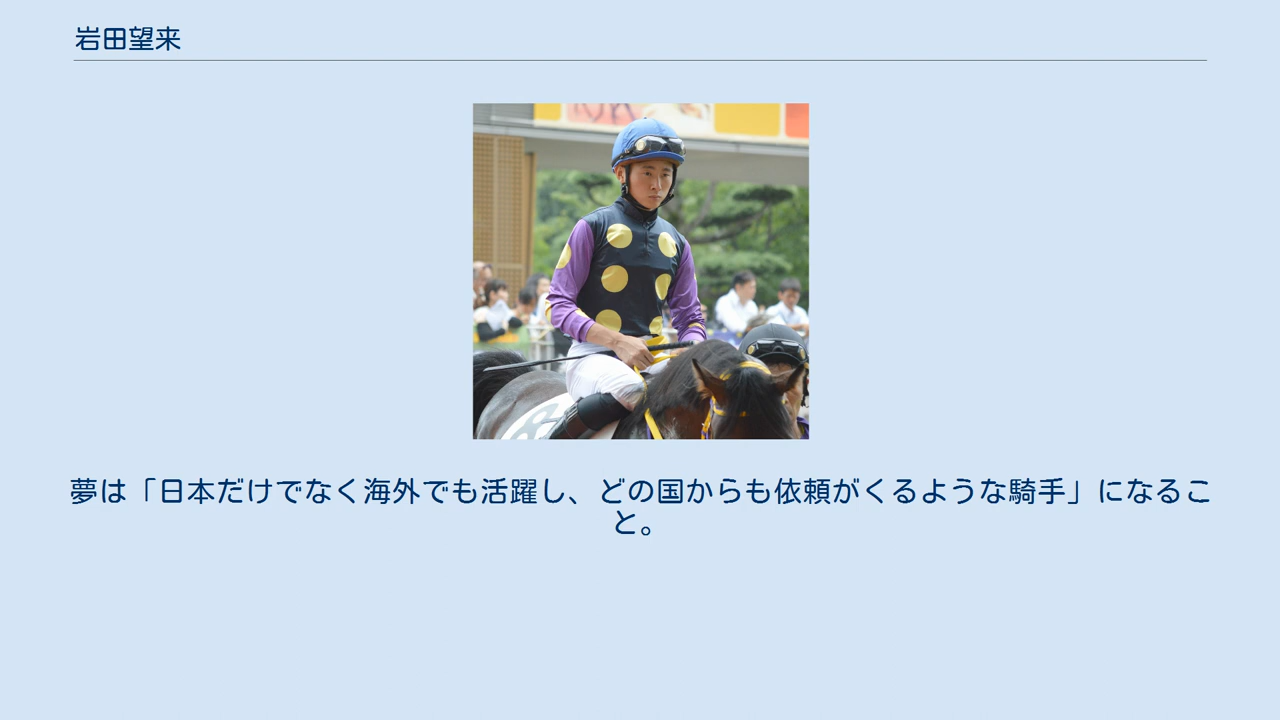 岩田望来
夢は「日本だけでなく海外でも活躍し、どの国からも依頼がくるような騎手」になるこ
と。